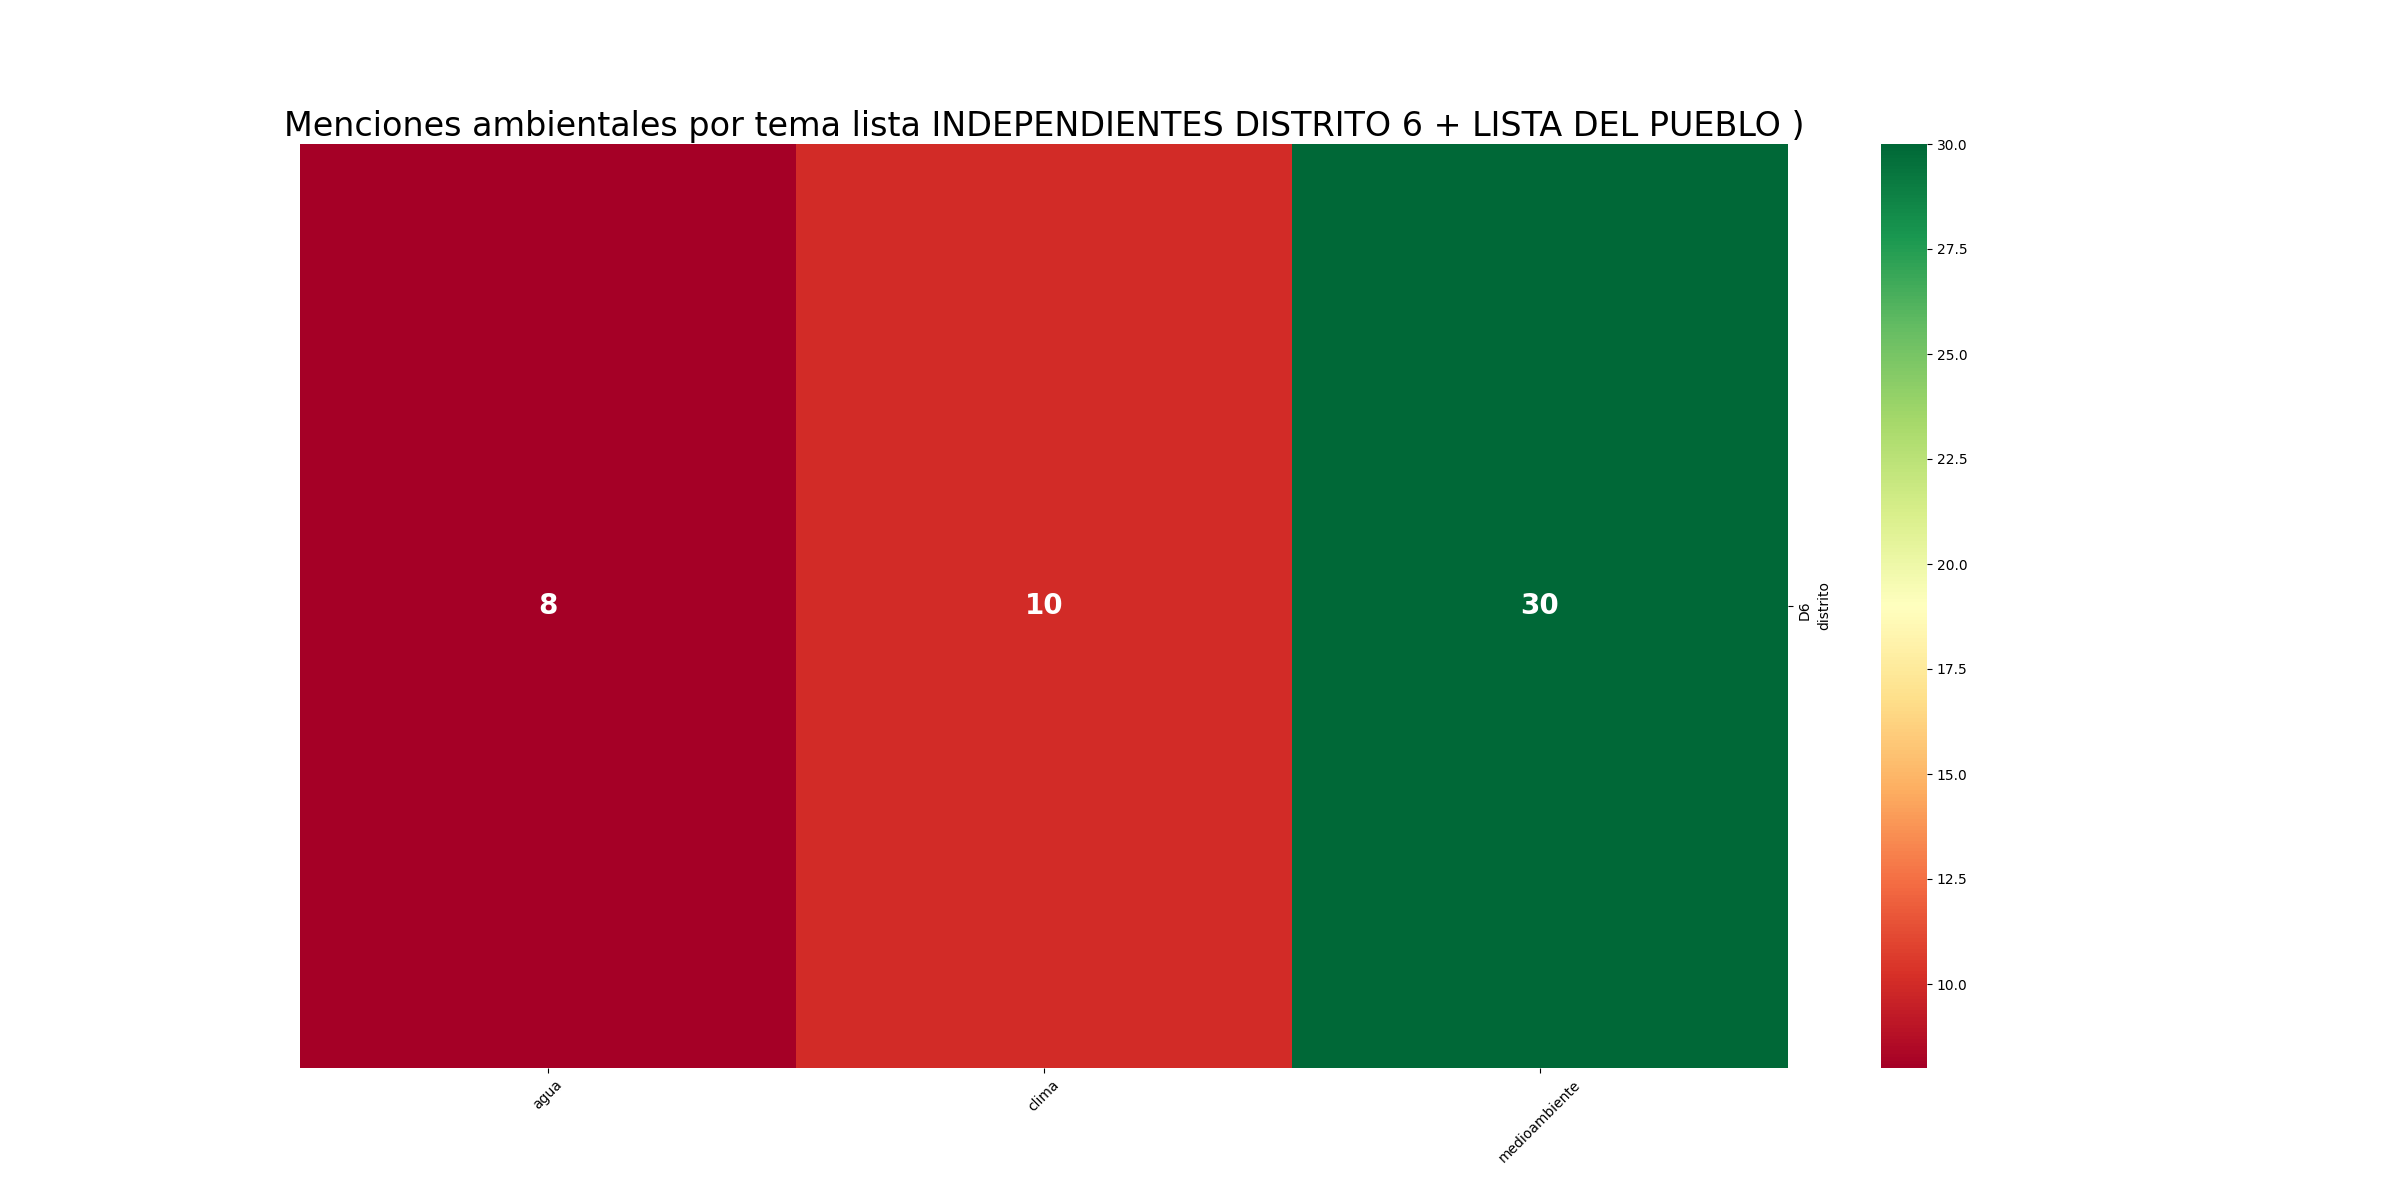 Menciones ambientales por tema lista INDEPENDIENTES DISTRITO 6 + LISTA DEL PUEBLO )
8
10
30
D6
distrito
agua
clima
medioambiente
30.0
27.5
25.0
22.5
20.0
17.5
15.0
12.5
10.0